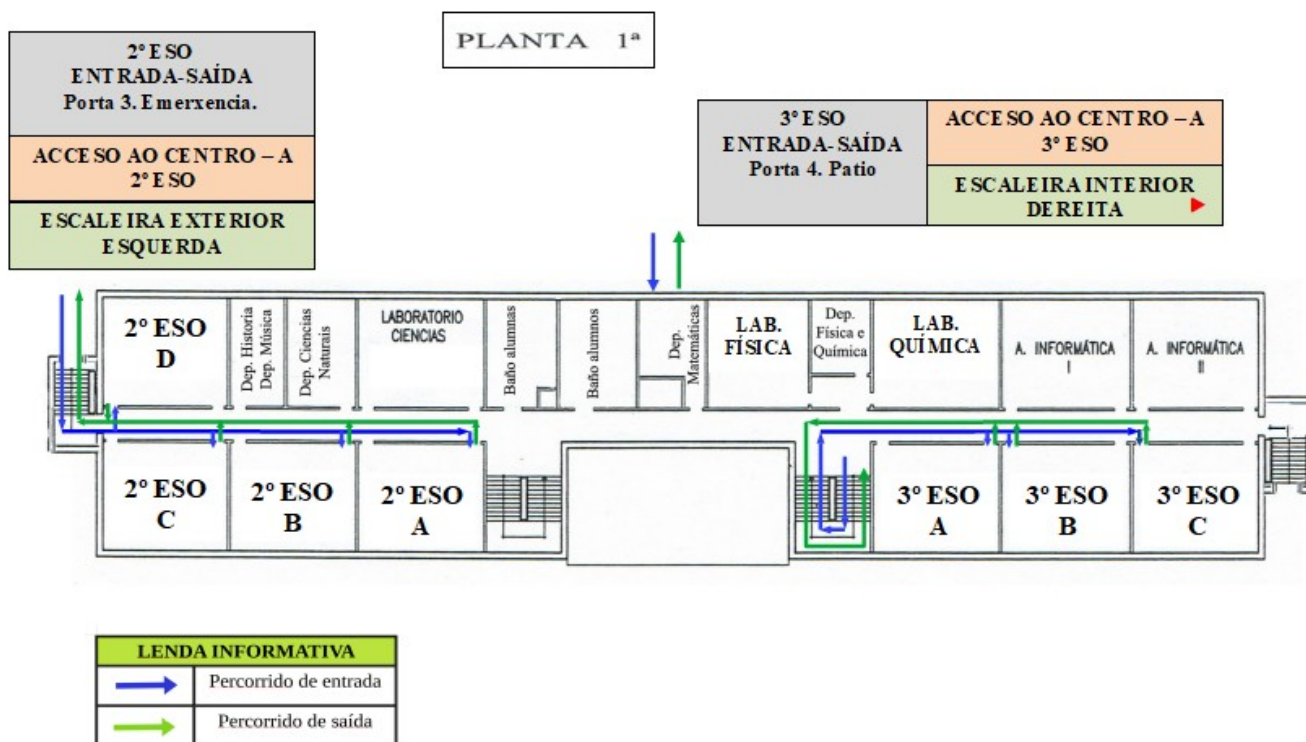 PLANTA 1ª
2º ESO
ENTRADA-SAÍDA
Porta 3. Emerxencia.
ACCESO AO CENTRO – A
2º ESO
ESCALEIRA EXTERIOR
ESQUERDA
3º ESO
ENTRADA-SAÍDA
Porta 4. Patio
ACCESO AO CENTRO – A
3º ESO
ESCALEIRA INTERIOR
DEREITA
2º ESO
D
Dep. Historia
Dep. Música
Dep. Ciencias
Naturais
LABORATORIO
CIENCIAS
Baño alumnas
Baño alumnos
Dep.
Matemáticas
LAB.
FÍSICA
Dep.
Física e
Química
LAB.
QUÍMICA
A. INFORMÁTICA
I
A. INFORMÁTICA
II
2º ESO
C
2º ESO
B
2º ESO
A
3º ESO
A
3º ESO
B
3º ESO
C
LENDA INFORMATIVA
Percorrido de entrada
Percorrido de saída